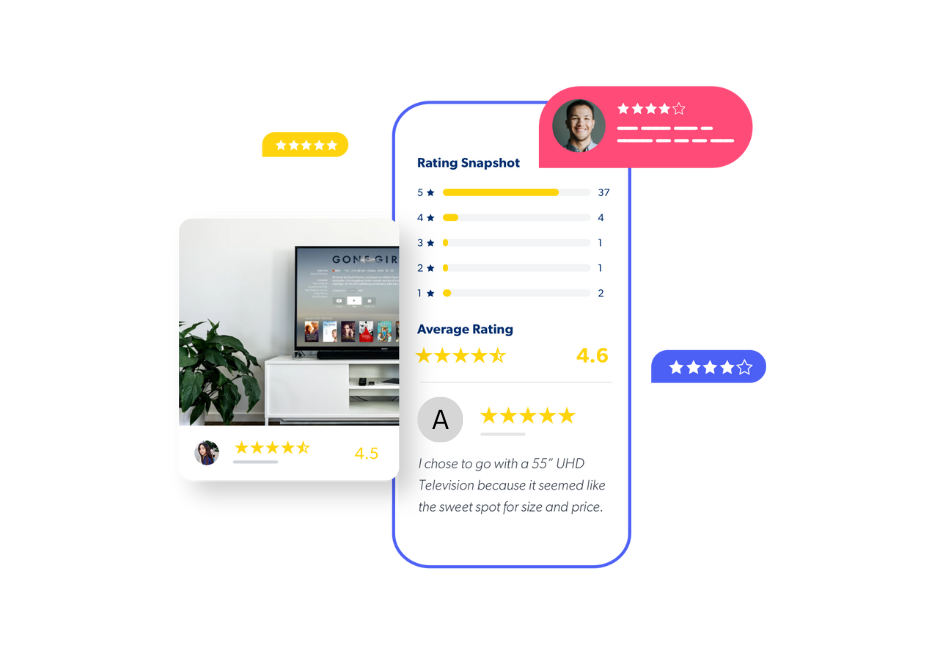 GONE GIR
Rating Snapshot
5 37
4 4
3 1
2 1
1 2
Average Rating
4.6
A
I chose to go with a 55” UHD
Television because it seemed like
the sweet spot for size and price.
4.5